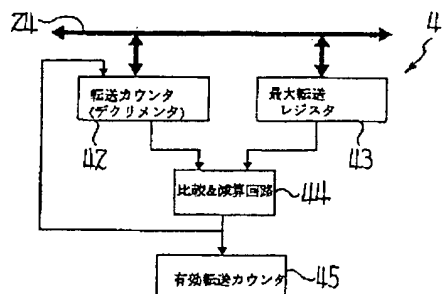 24
4
転送カウンタ
(デクリメンタ)
最大転送
レジスタ
42
43
比較&減算回路
44
有効転送カウンタ
45